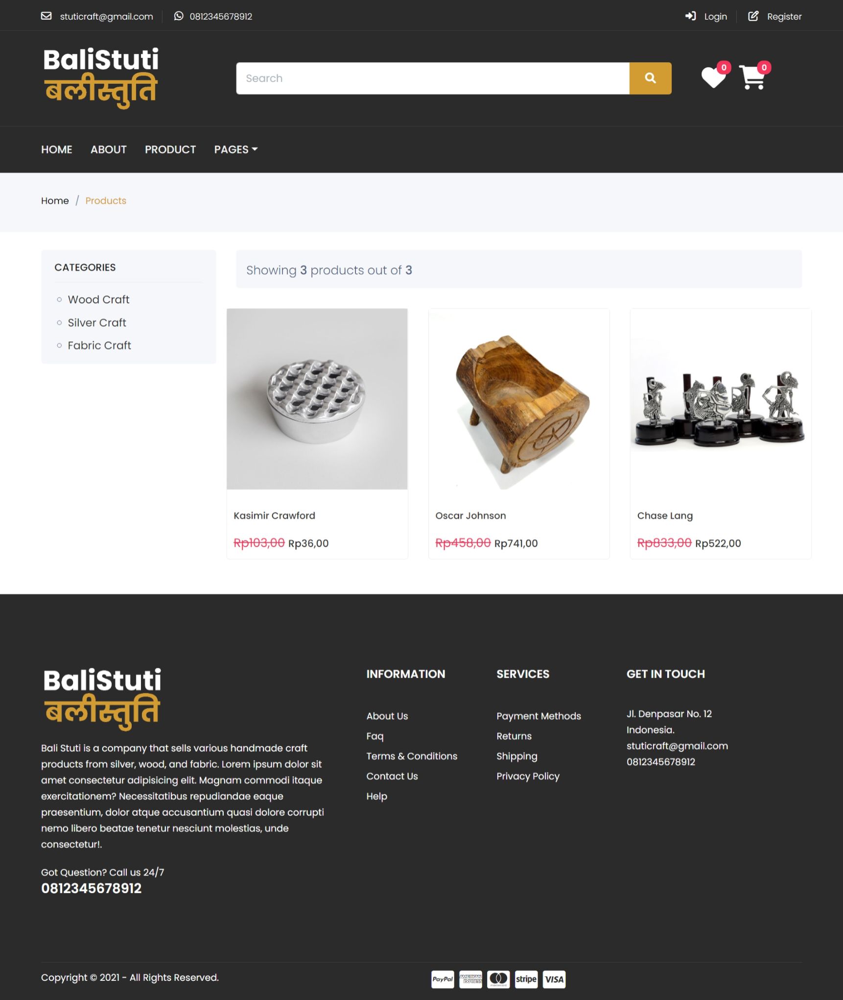 stuticraft@gmail.com
0812345678912
Login
Register
BaliStuti
बलीस्तुति
Search
0
0
HOME
ABOUT
PRODUCT
PAGES
Home / Products
CATEGORIES
Wood Craft
Silver Craft
Fabric Craft
Showing 3 products out of 3
Kasimir Crawford
Rp103,00 Rp36,00
Oscar Johnson
Rp458,00 Rp741,00
Chase Lang
Rp833,00 Rp522,00
BaliStuti
बलीस्तुति
Bali Stuti is a company that sells various handmade craft
products from silver, wood, and fabric. Lorem ipsum dolor sit
amet consectetur adipisicing elit. Magnam commodi itaque
exercitationem? Necessitatibus repudiandae eaque
praesentium, dolor atque accusantium quasi dolore corrupti
nemo libero beatae tenetur nesciunt molestias, unde
consectetur!.
Got Question? Call us 24/7
0812345678912
INFORMATION
About Us
Faq
Terms & Conditions
Contact Us
Help
SERVICES
Payment Methods
Returns
Shipping
Privacy Policy
GET IN TOUCH
Jl. Denpasar No. 12
Indonesia.
stuticraft@gmail.com
0812345678912
Copyright © 2021 - All Rights Reserved.
PayPal
AMERICAN
EXPRESS
mastercard
stripe
VISA